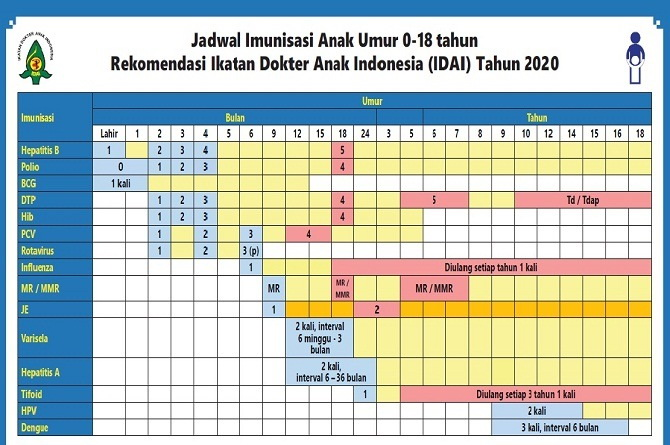 IKATAN DOKTER ANAK INDONESIA
IDAI
Jadwal Imunisasi Anak Umur 0-18 tahun
Rekomendasi Ikatan Dokter Anak Indonesia (IDAI) Tahun 2020
Imunisasi
Umur
Bulan Tahun
Lahir 1 2 3 4 5 6 9 12 15 18 24 3 5 6 7 8 9 10 12 14 15 16 18
Hepatitis B 1 2 3 4 5
Polio 0 1 2 3 4
BCG 1 kali
DTP 1 2 3 4 5 Td / Tdap
Hib 1 2 3 4
PCV 1 2 3 4
Rotavirus 1 2 3 (p)
Influenza 1 Diulang setiap tahun 1 kali
MR / MMR MR MR / MMR MR / MMR
JE 1 2
Varisela 2 kali, interval 6 minggu - 3 bulan
Hepatitis A 2 kali, interval 6 – 36 bulan
Tifoid 1 Diulang setiap 3 tahun 1 kali
HPV 2 kali
Dengue 3 kali, interval 6 bulan